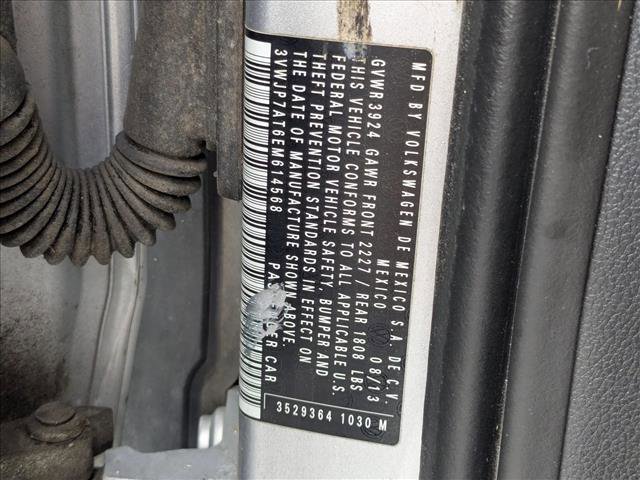 MFD BY VOLKSWAGEN DE MEXICO S.A. DE C.V.
MEXICO 08/13
GVWR 3924 GAWR FRONT 2227 / REAR 1808 LBS
THIS VEHICLE CONFORMS TO ALL APPLICABLE U.S.
FEDERAL MOTOR VEHICLE SAFETY, BUMPER AND
THEFT PREVENTION STANDARDS IN EFFECT ON
THE DATE OF MANUFACTURE SHOWN ABOVE.
3VWJP7AT6EM614568 CAR
3529364 1030 M